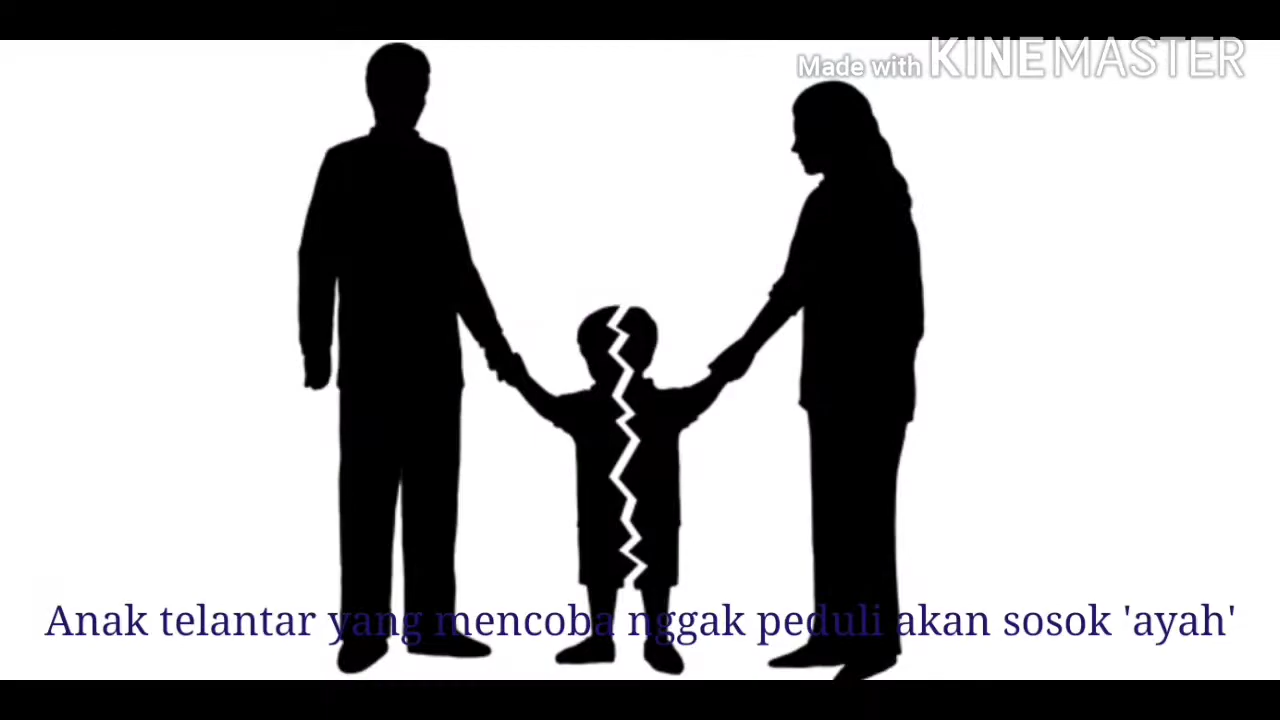 Made with KINEMASTER
Anak telantar yang mencoba nggak peduli akan sosok 'ayah'